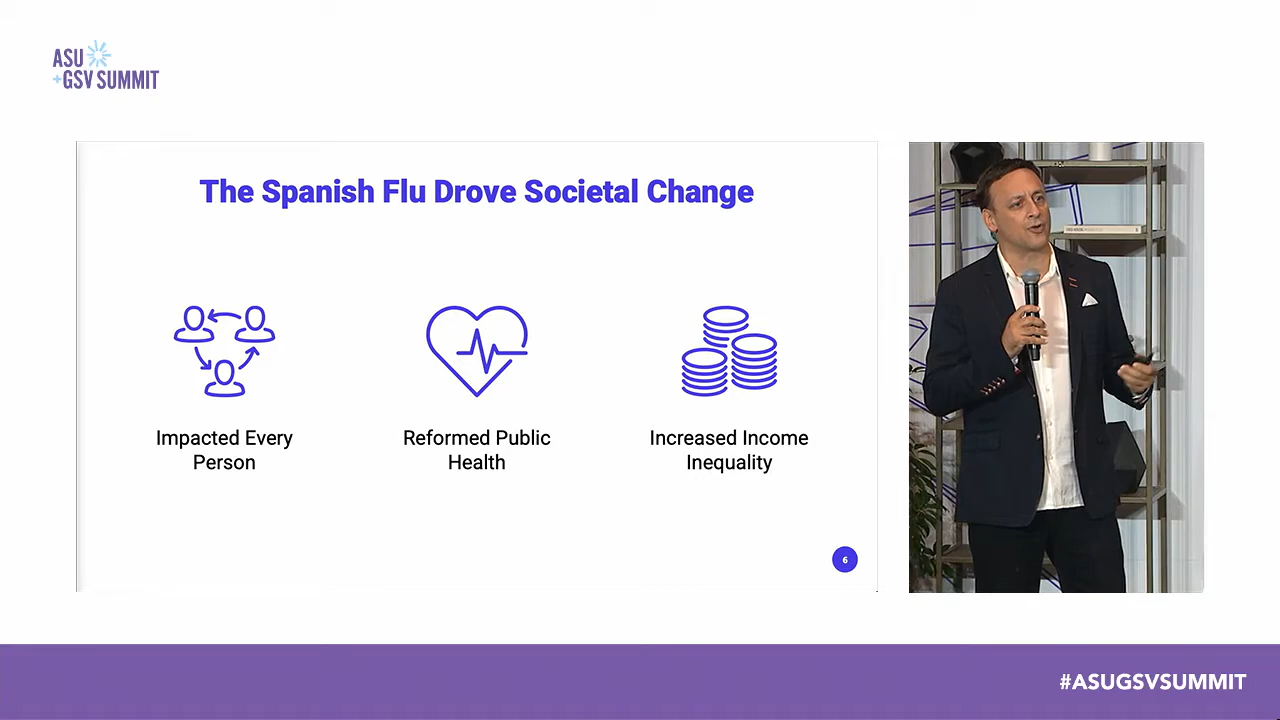 ASU
+GSV SUMMIT
The Spanish Flu Drove Societal Change
Impacted Every
Person
Reformed Public
Health
Increased Income
Inequality
6
#ASUGSVSUMMIT